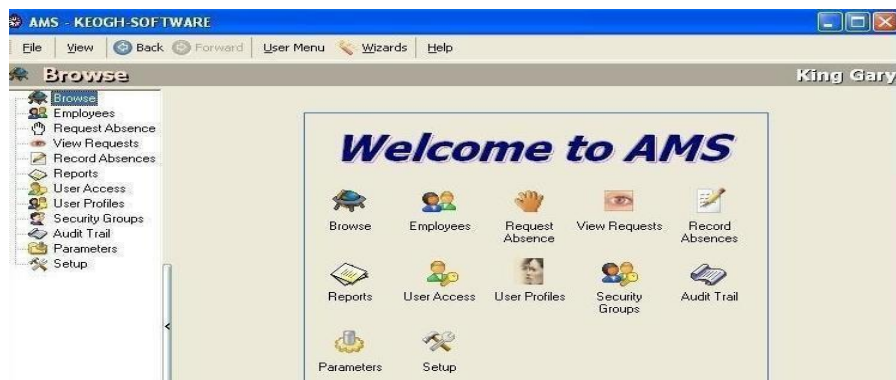 AMS - KEOGH-SOFTWARE
File View Back Forward User Menu Wizards Help
Browse King Gary
Browse
Employees
Request Absence
View Requests
Record Absences
Reports
User Access
User Profiles
Security Groups
Audit Trail
Parameters
Setup
Welcome to AMS
Browse Employees Request Absence View Requests Record Absences
Reports User Access User Profiles Security Groups Audit Trail
Parameters Setup